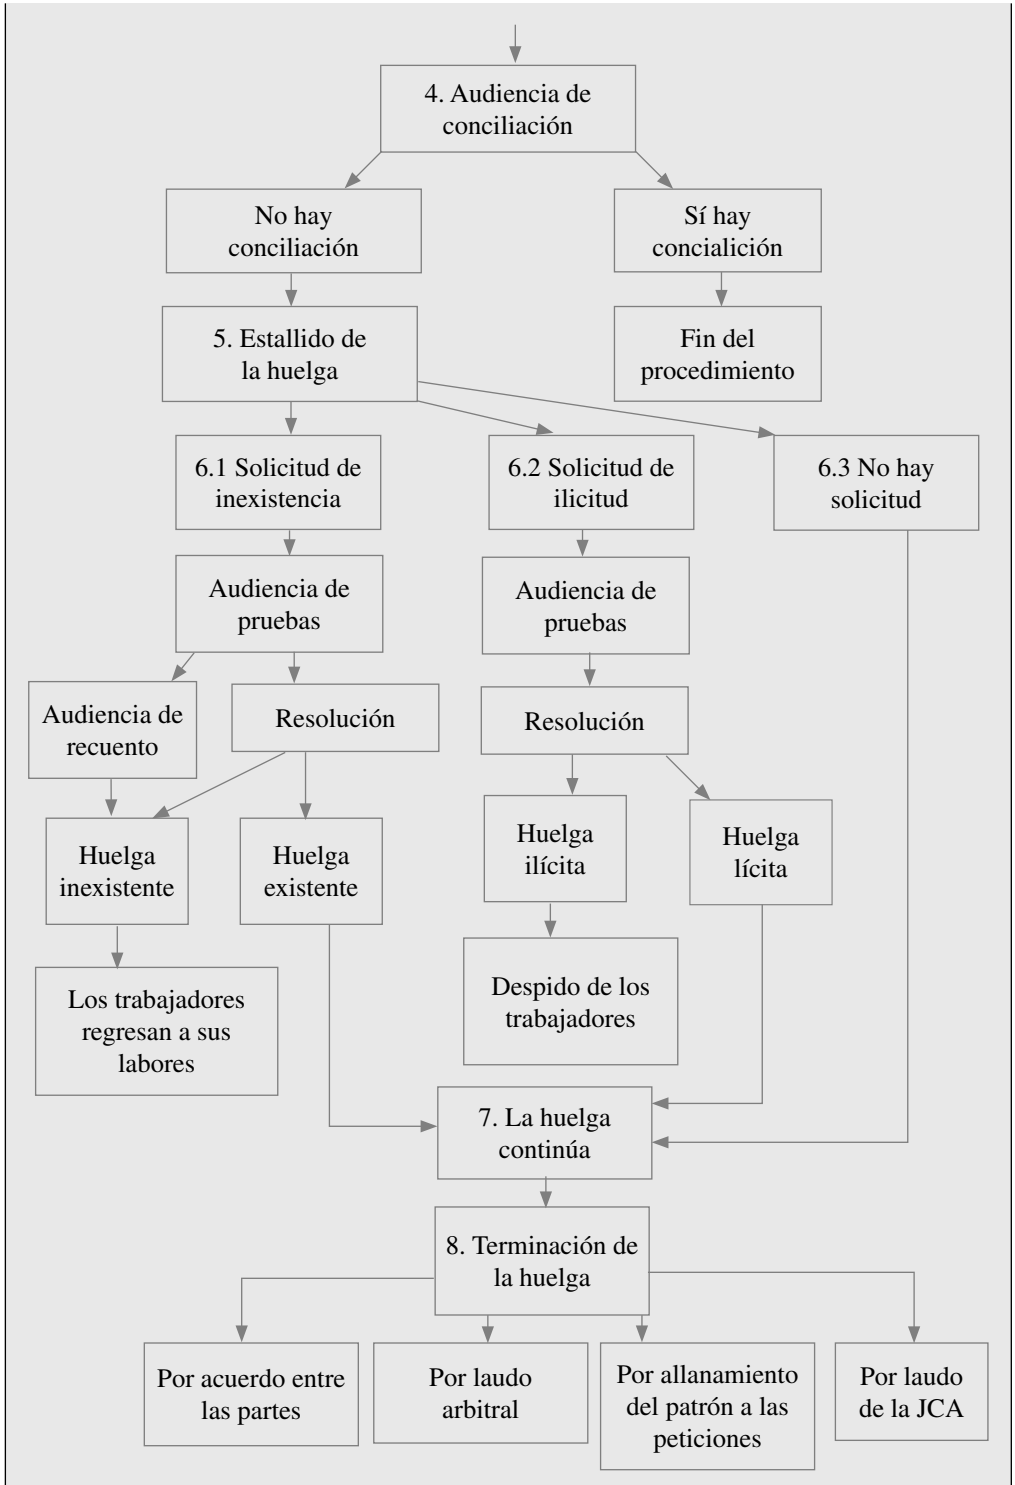 4. Audiencia de
conciliación
No hay
conciliación
Sí hay
concialición
5. Estallido de
la huelga
Fin del
procedimiento
6.1 Solicitud de
inexistencia
6.2 Solicitud de
ilicitud
6.3 No hay
solicitud
Audiencia de
pruebas
Audiencia de
pruebas
Audiencia de
recuento
Resolución
Resolución
Huelga
inexistente
Huelga
existente
Huelga
ilícita
Huelga
lícita
Los trabajadores
regresan a sus
labores
Despido de los
trabajadores
7. La huelga
continúa
8. Terminación de
la huelga
Por acuerdo entre
las partes
Por laudo
arbitral
Por allanamiento
del patrón a las
peticiones
Por laudo
de la JCA